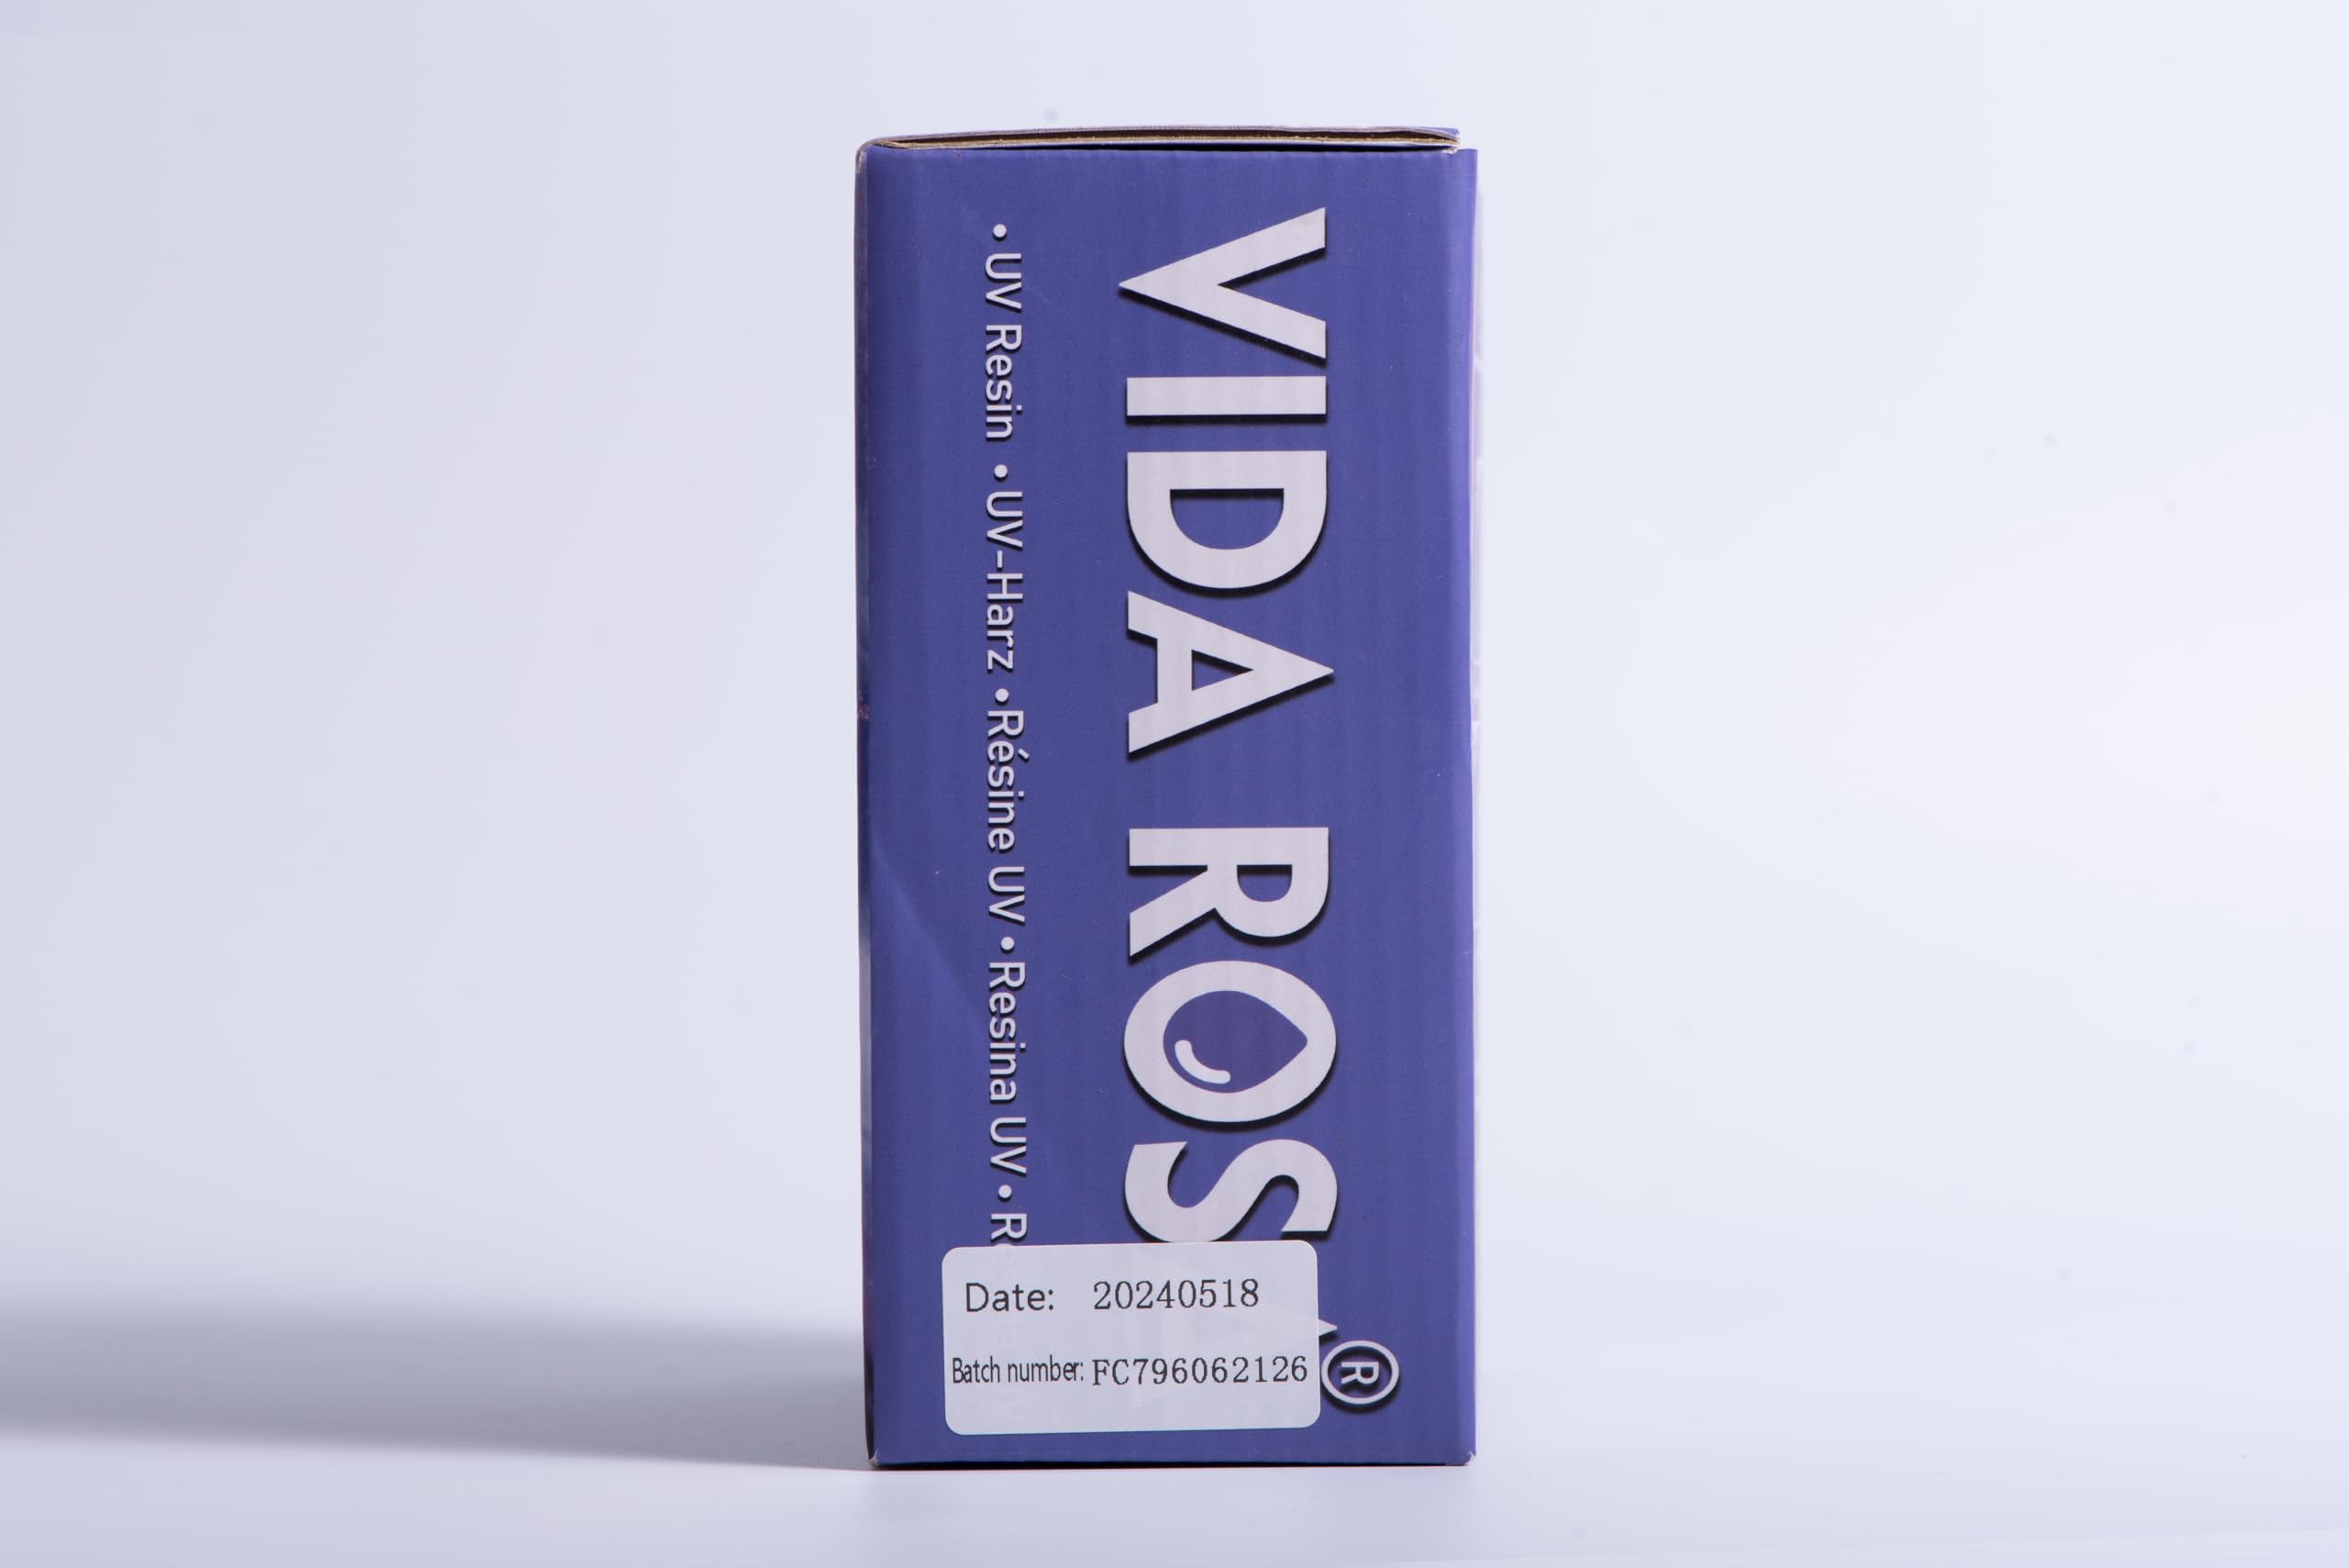 VIDA ROS ®
• UV Resin • UV-Harz • Résine UV • Resina UV • R
Date: 20240518
Batch number: FC796062126